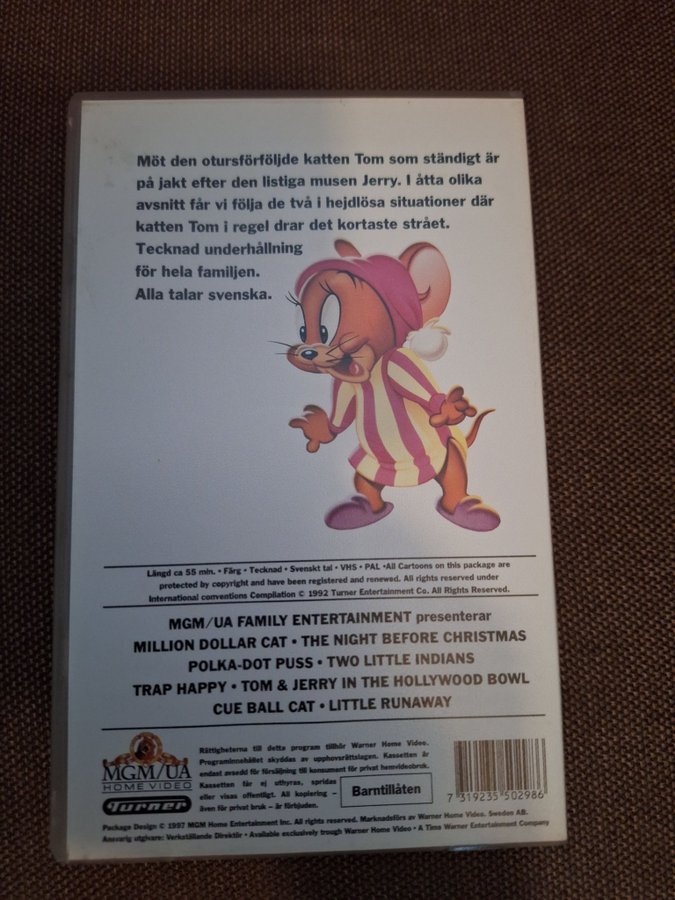 Möt den otursförföljde katten Tom som ständigt är
på jakt efter den listiga musen Jerry. I åtta olika
avsnitt får vi följa de två i hejdlösa situationer där
katten Tom i regel drar det kortaste strået.
Tecknad underhållning
för hela familjen.
Alla talar svenska.
Längd ca 55 min. • Färg • Tecknad • Svenskt tal • VHS • PAL •All Cartoons on this package are
protected by copyright and have been registered and renewed. All rights reserved under
International conventions Compilation © 1992 Turner Entertainment Co. All Rights Reserved.
MGM/UA FAMILY ENTERTAINMENT presenterar
MILLION DOLLAR CAT • THE NIGHT BEFORE CHRISTMAS
POLKA-DOT PUSS • TWO LITTLE INDIANS
TRAP HAPPY • TOM & JERRY IN THE HOLLYWOOD BOWL
CUE BALL CAT • LITTLE RUNAWAY
MGM/UA
HOME VIDEO
Turner
Rättigheterna till detta program tillhör Warner Home Video.
Programinnehållet skyddas av upphovsrättslagen. Kassetten är
endast avsedd för försäljning till konsument för privat hemvideobruk.
Kassetten får ej uthyras, spridas
eller visas offentligt. All kopiering –
även för privat bruk – är förbjuden.
Barntillåten
7 319235 502986
Package Design © 1997 MGM Home Entertainment Inc. All rights reserved. Marknadsförs av Warner Home Video. Sweden AB.
Ansvarig utgivare: Verkställande Direktör • Available exclusively trough Warner Home Video • A Time Warner Entertainment Company